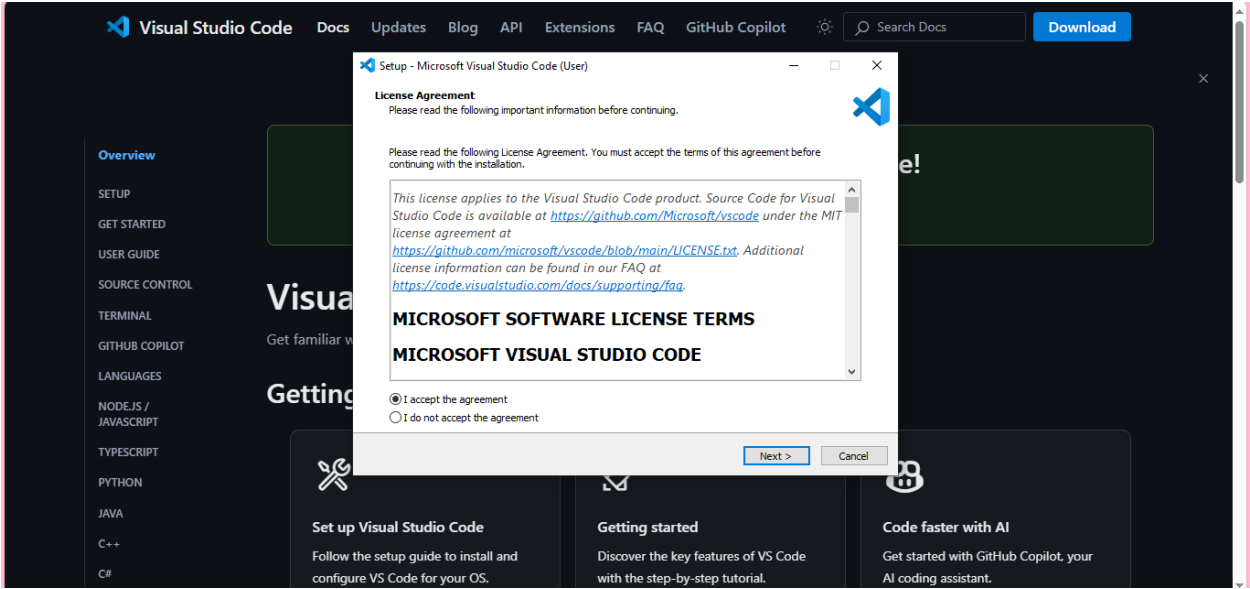 Visual Studio Code Docs Updates Blog API Extensions FAQ GitHub Copilot Search Docs Download
Setup - Microsoft Visual Studio Code (User)
License Agreement
Please read the following important information before continuing.
Please read the following License Agreement. You must accept the terms of this agreement before
continuing with the installation.
This license applies to the Visual Studio Code product. Source Code for Visual
Studio Code is available at https://github.com/Microsoft/vscode under the MIT
license agreement at
https://github.com/microsoft/vscode/blob/main/LICENSE.txt. Additional
license information can be found in our FAQ at
https://code.visualstudio.com/docs/supporting/faq.
MICROSOFT SOFTWARE LICENSE TERMS
MICROSOFT VISUAL STUDIO CODE
I accept the agreement
I do not accept the agreement
Next >
Cancel
e!
Overview
SETUP
GET STARTED
USER GUIDE
SOURCE CONTROL
TERMINAL
GITHUB COPILOT
LANGUAGES
NODE.JS /
JAVASCRIPT
TYPESCRIPT
PYTHON
JAVA
C++
C#
Visua
Get familiar w
Getting
Set up Visual Studio Code
Follow the setup guide to install and
configure VS Code for your OS.
Getting started
Discover the key features of VS Code
with the step-by-step tutorial.
Code faster with AI
Get started with GitHub Copilot, your
AI coding assistant.